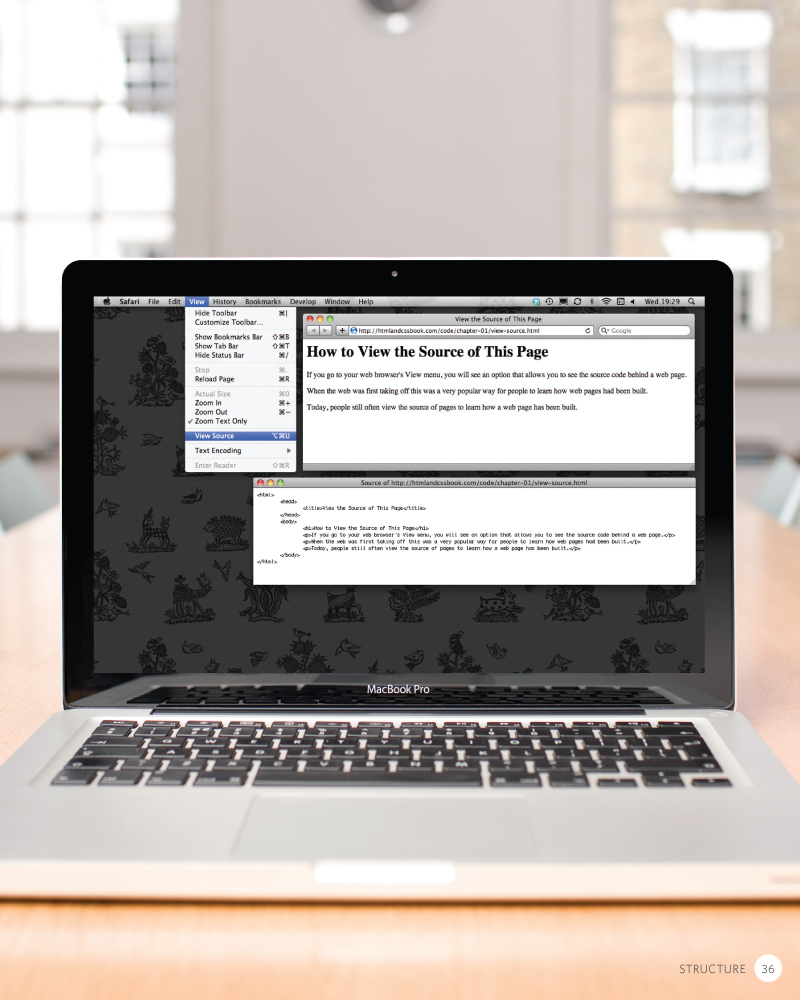 Safari File Edit View History Bookmarks Develop Window Help Wed 19:29
Hide Toolbar ⌘|
Customize Toolbar...
Show Bookmarks Bar ⇧⌘B
Show Tab Bar ⇧⌘T
Hide Status Bar ⌘/
Stop ⌘.
Reload Page ⌘R
Actual Size ⌘0
Zoom In ⌘+
Zoom Out ⌘−
✓ Zoom Text Only
View Source ⌥⌘U
Text Encoding ▶
Enter Reader ⇧⌘R
View the Source of This Page
http://htmlandcssbook.com/code/chapter-01/view-source.html Google
How to View the Source of This Page
If you go to your web browser's View menu, you will see an option that allows you to see the source code behind a web page.
When the web was first taking off this was a very popular way for people to learn how web pages had been built.
Today, people still often view the source of pages to learn how a web page has been built.
Source of http://htmlandcssbook.com/code/chapter-01/view-source.html
<html>
<head>
<title>View the Source of This Page</title>
</head>
<body>
<h1>How to View the Source of This Page</h1>
<p>If you go to your web browser's View menu, you will see an option that allows you to see the source code behind a web page.</p>
<p>When the web was first taking off this was a very popular way for people to learn how web pages had been built.</p>
<p>Today, people still often view the source of pages to learn how a web page has been built.</p>
</body>
</html>
MacBook Pro
STRUCTURE 36